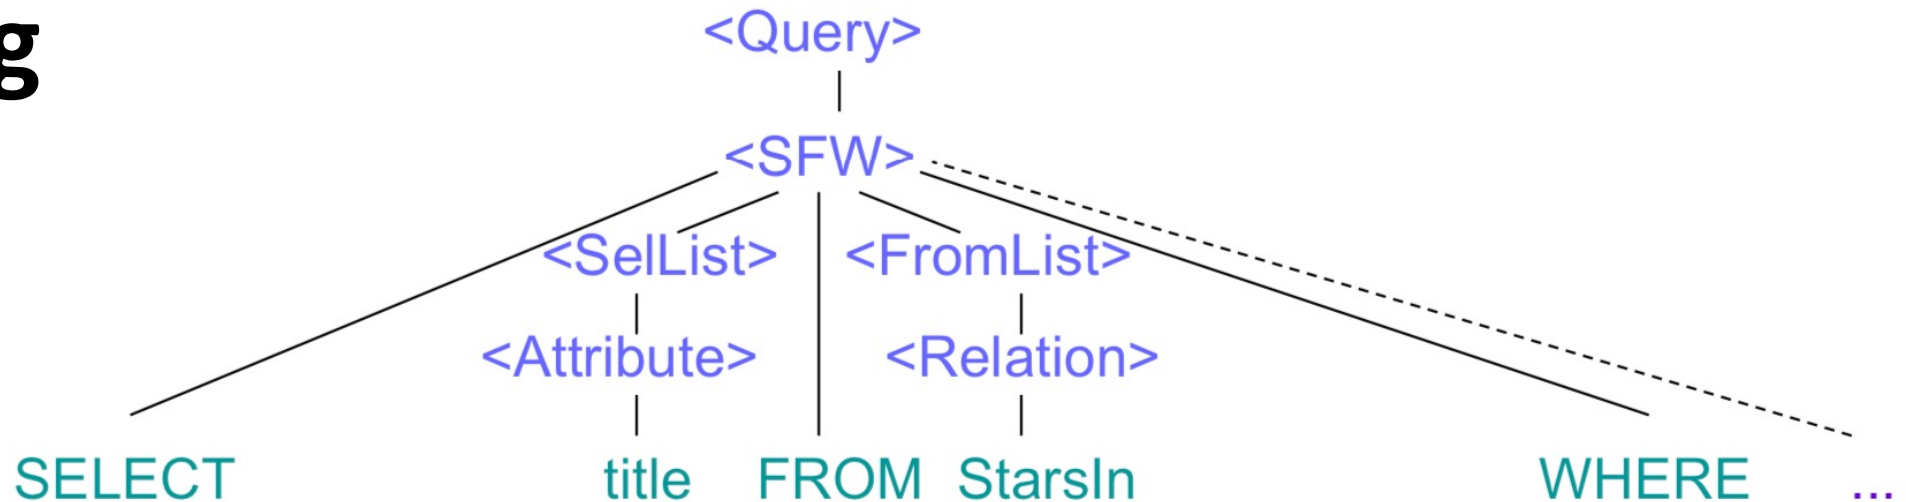 g
<Query>
<SFW>
<SelList> <FromList>
<Attribute> <Relation>
SELECT title FROM StarsIn WHERE ...